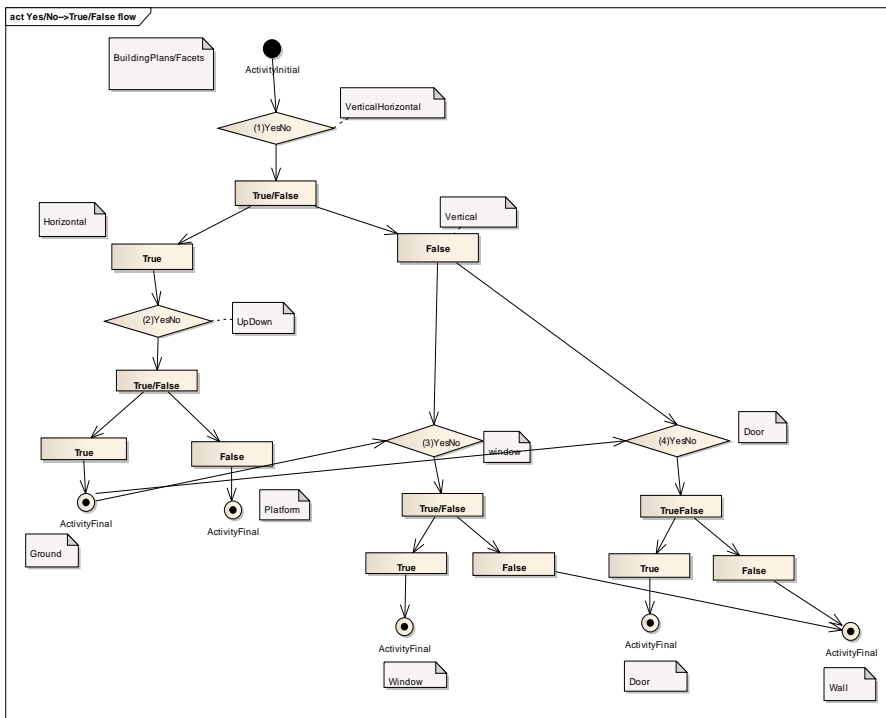 act Yes/No-->True/False flow
BuildingPlans/Facets
ActivityInitial
VerticalHorizontal
(1)YesNo
True/False
Horizontal
Vertical
True
False
(2)YesNo
UpDown
True/False
True
False
(3)YesNo
window
(4)YesNo
Door
ActivityFinal
Ground
ActivityFinal
Platform
True/False
TrueFalse
True
False
True
False
ActivityFinal
Window
ActivityFinal
Door
ActivityFinal
Wall